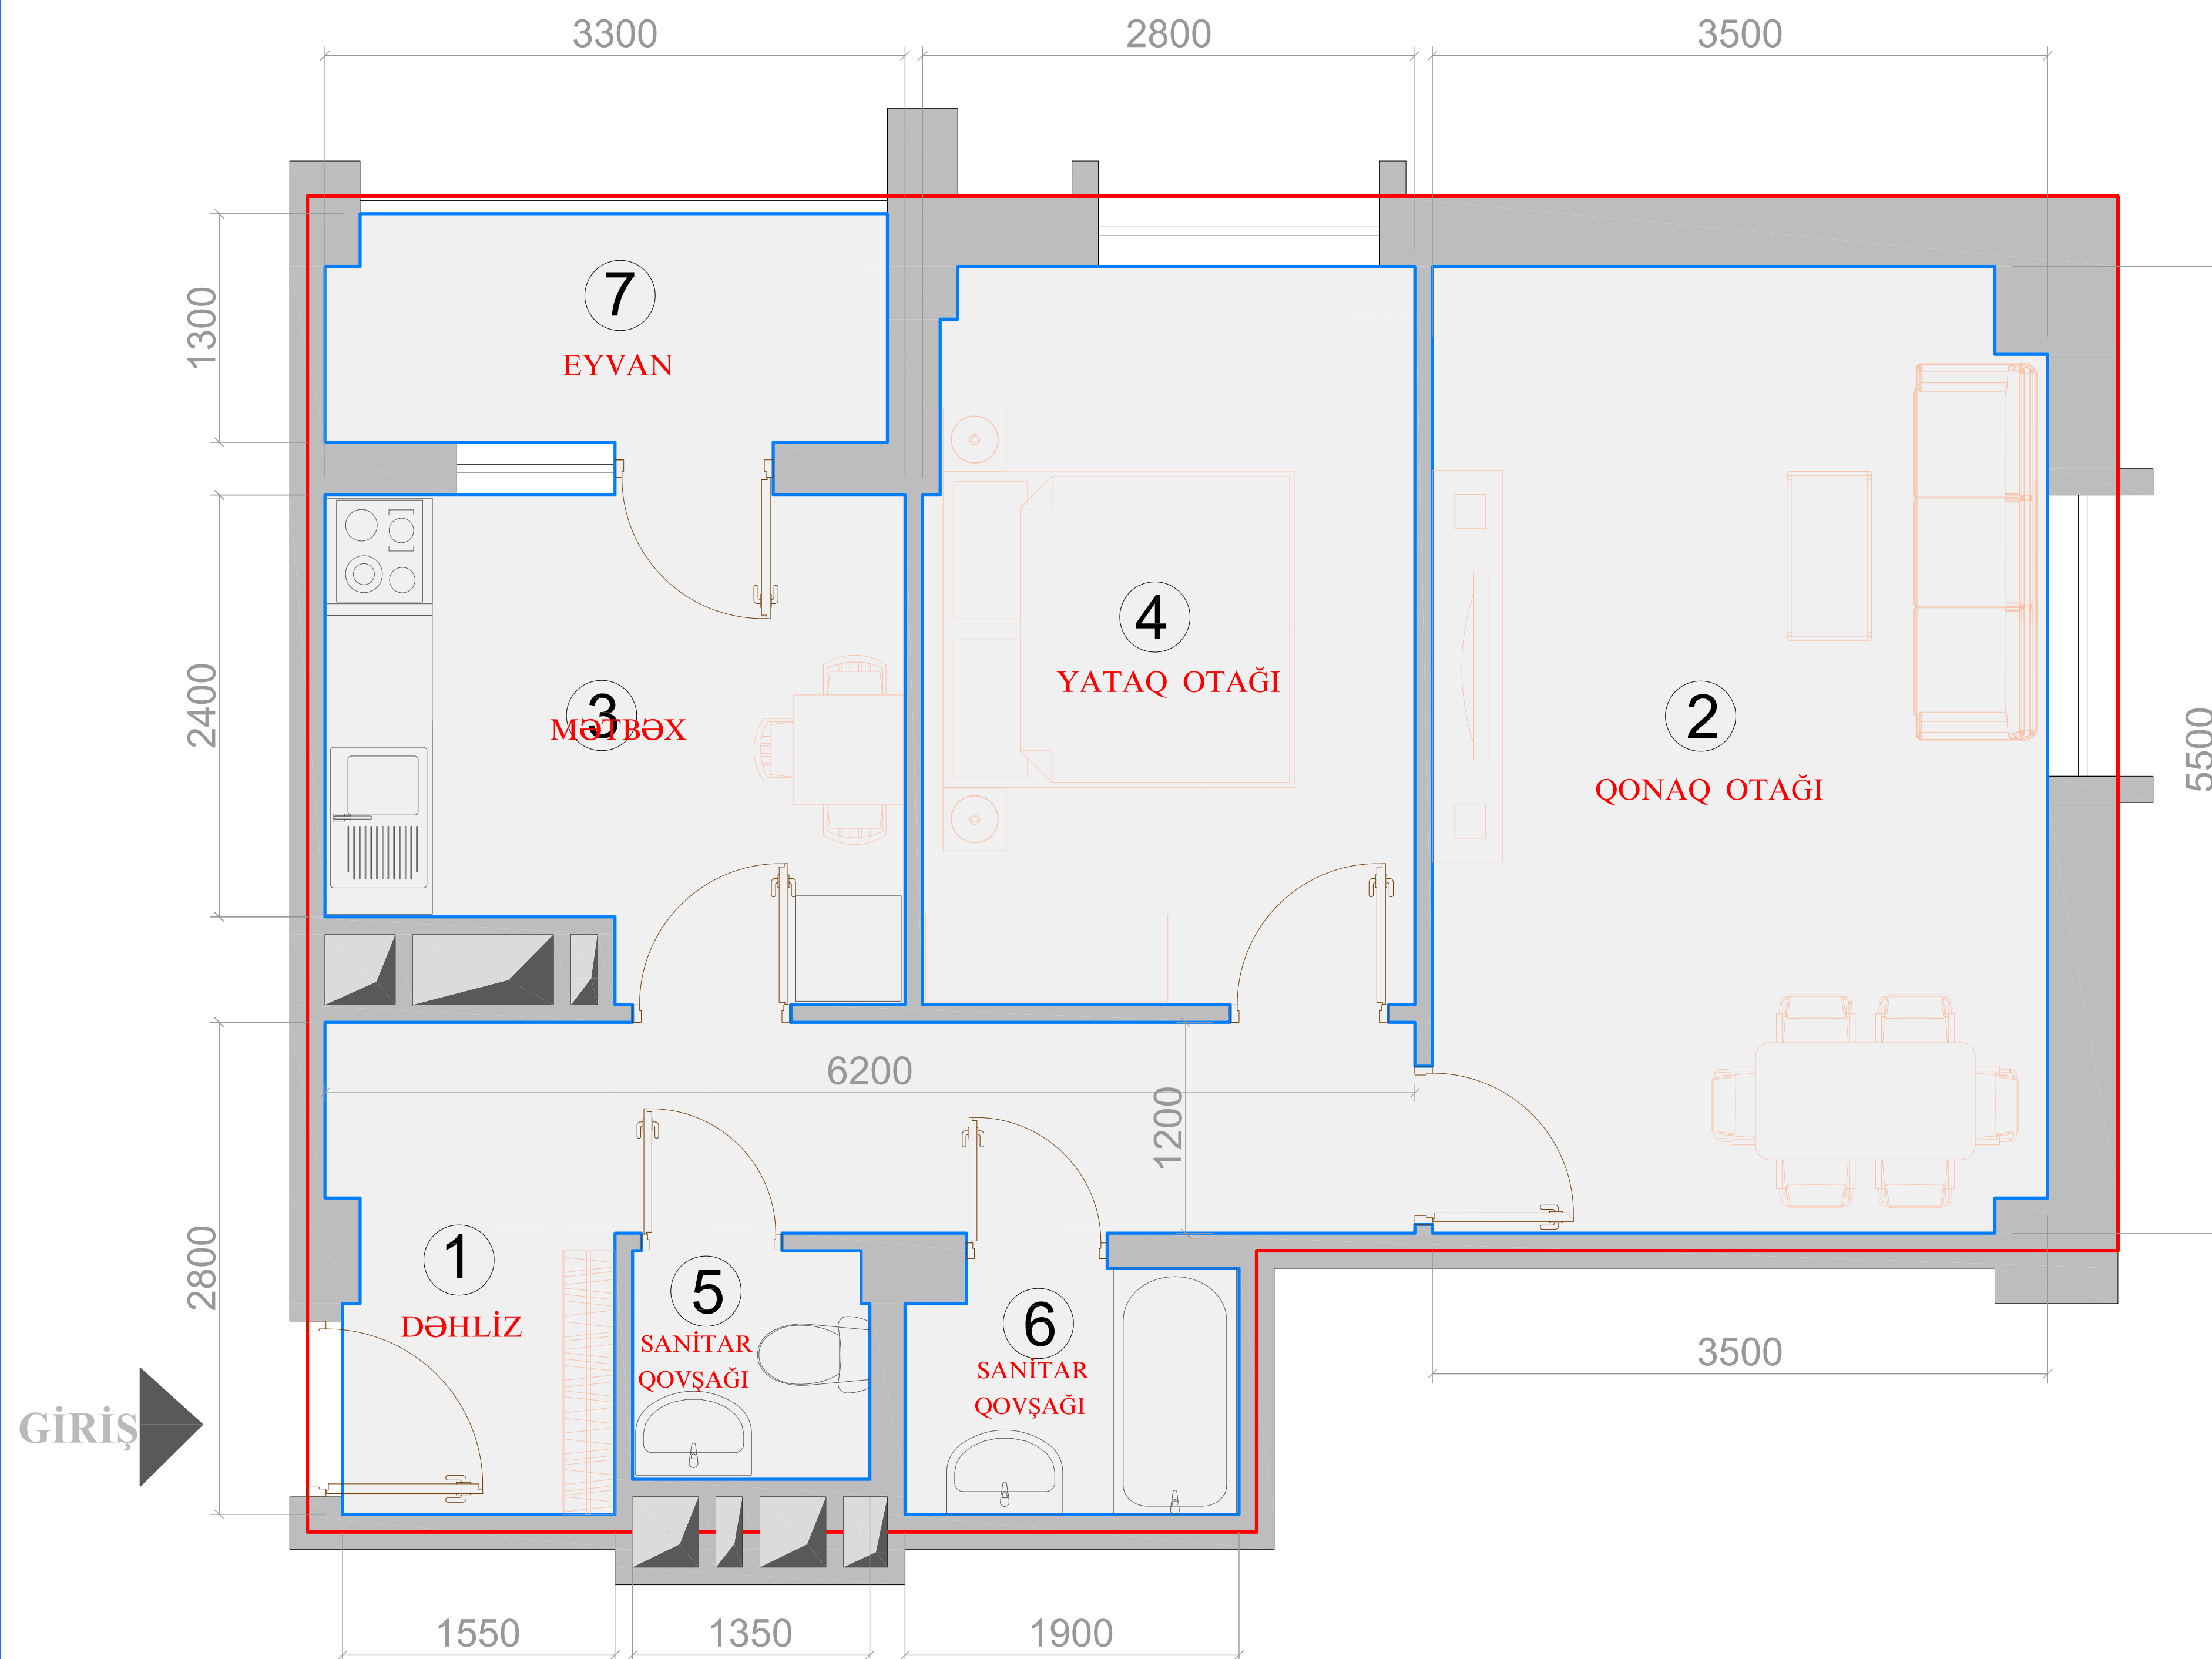 3300
2800
3500
1300
7
EYVAN
2400
3
MƏTBƏX
4
YATAQ OTAĞI
2
QONAQ OTAĞI
5500
6200
1200
2800
1
DƏHLİZ
5
SANİTAR
QOVŞAĞI
6
SANİTAR
QOVŞAĞI
3500
GİRİŞ
1550
1350
1900